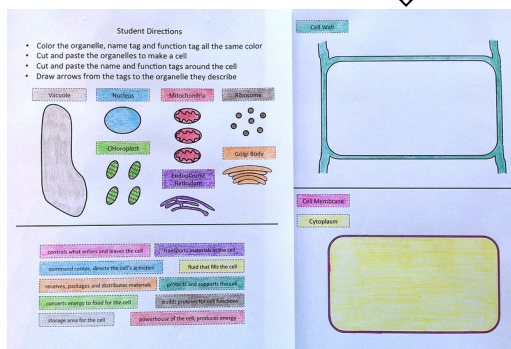 Student Directions
• Color the organelle, name tag and function tag all the same color
• Cut and paste the organelles to make a cell
• Cut and paste the name and function tags around the cell
• Draw arrows from the tags to the organelle they describe
Vacuole
Nucleus
Mitochondria
Ribosome
Chloroplast
Golgi Body
Endoplasmic
Reticulum
controls what enters and leaves the cell
transports materials in the cell
command center, directs the cell's activities
fluid that fills the cell
receives, packages and distributes materials
protects and supports the cell
converts energy to food for the cell
builds proteins for cell functions
storage area for the cell
powerhouse of the cell, produces energy
Cell Wall
Cell Membrane
Cytoplasm